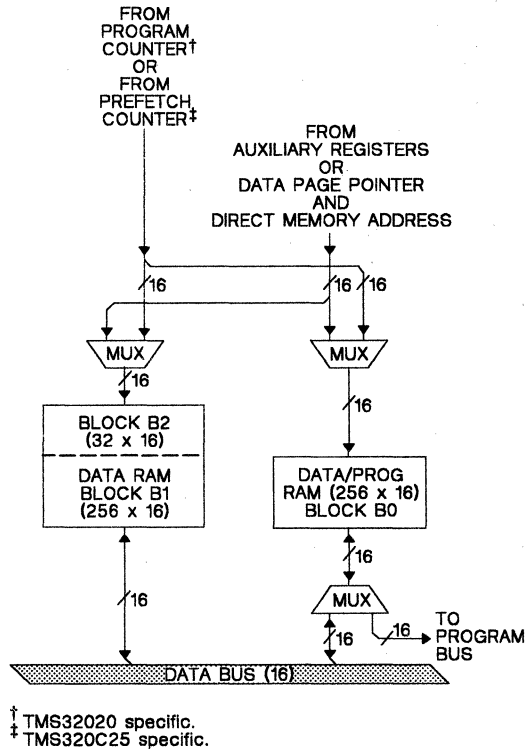 FROM
PROGRAM
COUNTER†
OR
FROM
PREFETCH
COUNTER‡
FROM
AUXILIARY REGISTERS
OR
DATA PAGE POINTER
AND
DIRECT MEMORY ADDRESS
16
16
16
MUX
MUX
16
16
BLOCK B2
(32 x 16)
DATA RAM
BLOCK B1
(256 x 16)
DATA/PROG
RAM (256 x 16)
BLOCK B0
16
MUX
16
16
16
TO
PROGRAM
BUS
DATA BUS (16)
† TMS32020 specific.
‡ TMS320C25 specific.